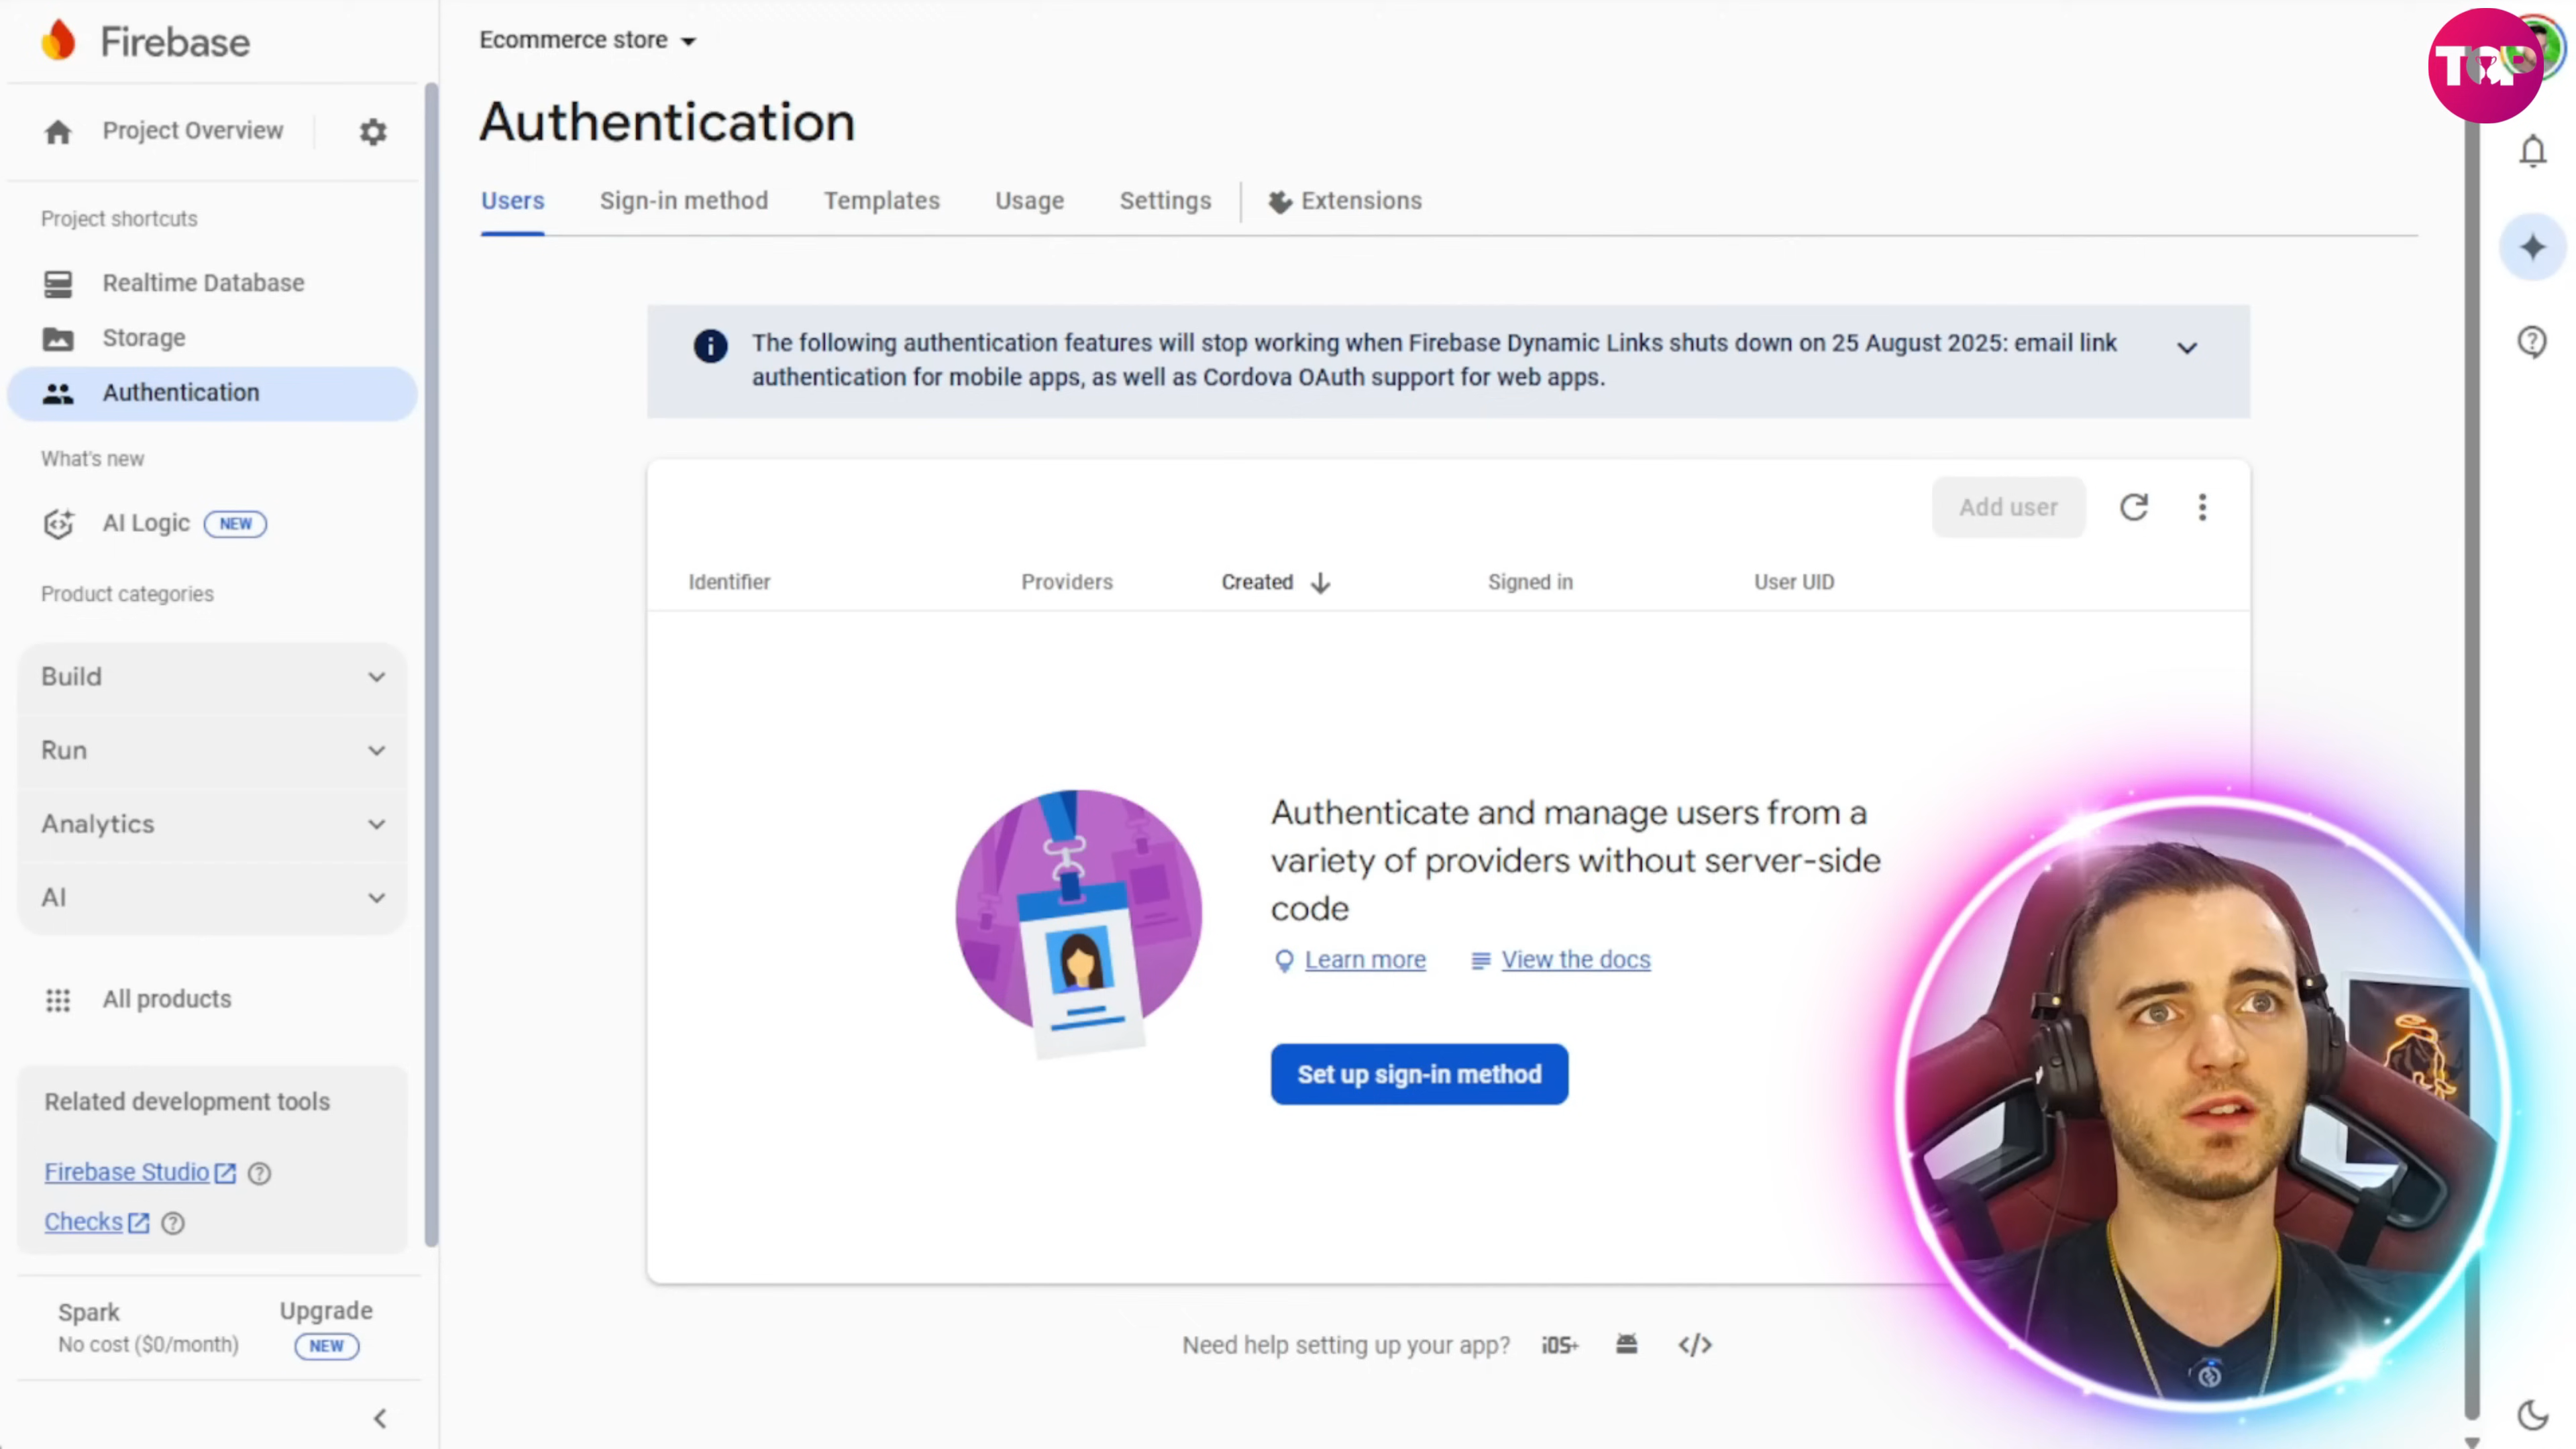 Firebase
Ecommerce store
TOP
Authentication
Project Overview
Users
Sign-in method
Templates
Usage
Settings
Extensions
Project shortcuts
Realtime Database
Storage
Authentication
The following authentication features will stop working when Firebase Dynamic Links shuts down on 25 August 2025: email link
authentication for mobile apps, as well as Cordova OAuth support for web apps.
What's new
AI Logic NEW
Product categories
Build
Run
Analytics
AI
All products
Related development tools
Firebase Studio
Checks
Spark
No cost ($0/month)
Upgrade
NEW
Add user
Identifier
Providers
Created
Signed in
User UID
Authenticate and manage users from a
variety of providers without server-side
code
Learn more
View the docs
Set up sign-in method
Need help setting up your app?
iOS+